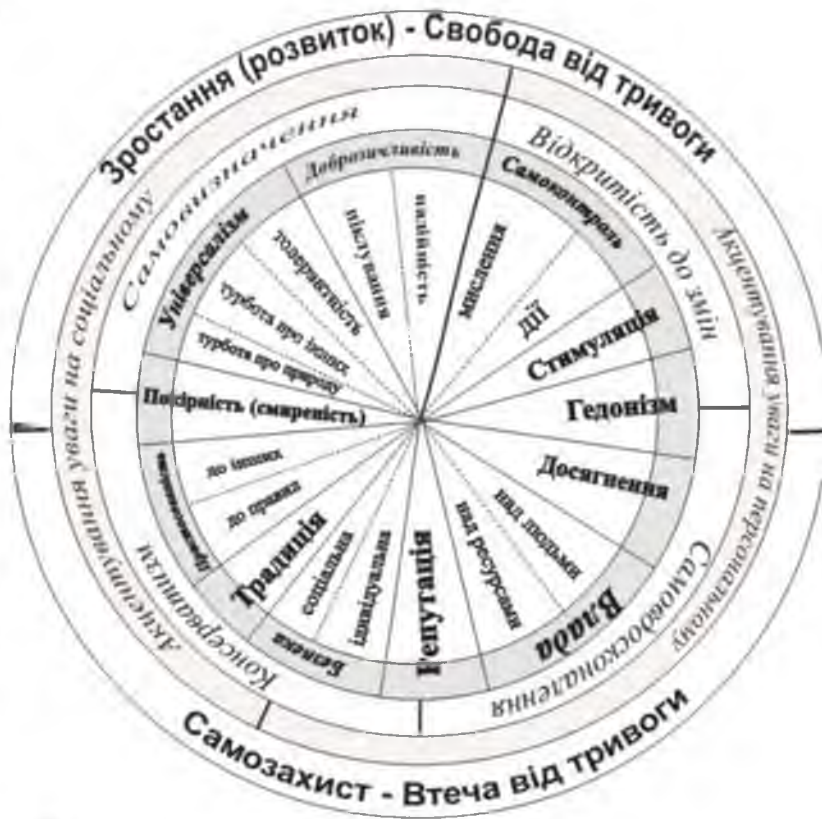 Зростання (розвиток) - Свобода від тривоги
Акцентування уваги на соціальному
Акцентування уваги на персональному
Самовизначення
Відкритість до змін
Консерватизм
Самовдосконалення
Доброзичливість
Самоконтроль
Універсалізм
надійність
піклування
толерантність
турбота про інших
турбота про природу
мислення
дії
Стимуляція
Гедонізм
Досягнення
Покірність (смиреність)
до інших
до правил
Традиція
соціальна
індивідуальна
Безпека
Репутація
над ресурсами
над людьми
Влада
Самозахист - Втеча від тривоги